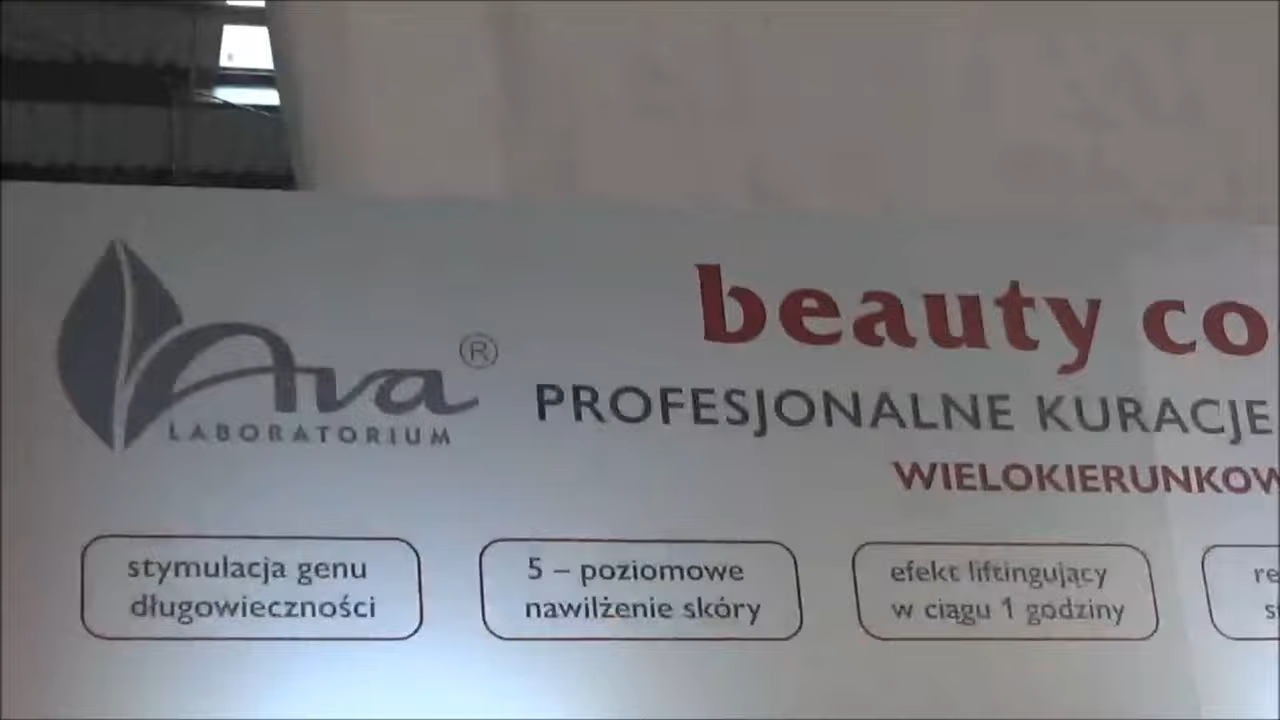 Ava ®
LABORATORIUM
beauty co
PROFESJONALNE KURACJE
WIELOKIERUNKOW
stymulacja genu
długowieczności
5 – poziomowe
nawilżenie skóry
efekt liftingujący
w ciągu 1 godziny
re
s